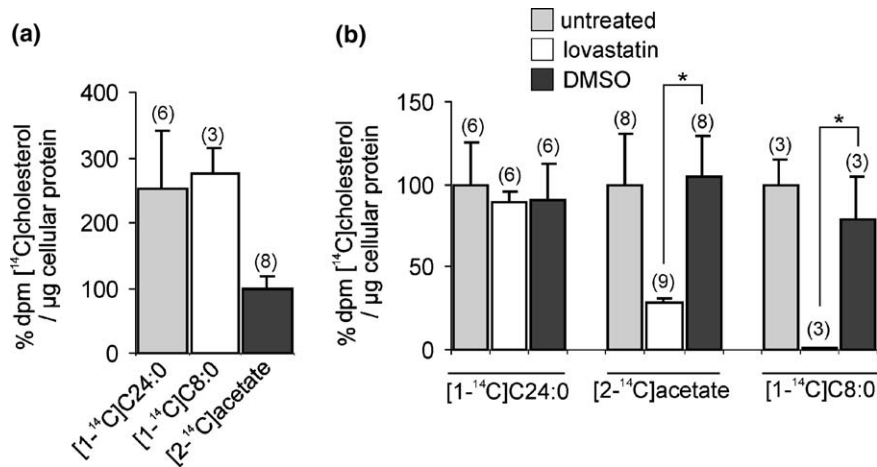 (a)
% dpm [¹⁴C]cholesterol
/ µg cellular protein
400
300
250
200
100
0
(6)
(3)
(8)
[1-¹⁴C]C24:0
[1-¹⁴C]C8:0
[2-¹⁴C]acetate
(b)
untreated
lovastatin
DMSO
% dpm [¹⁴C]cholesterol
/ µg cellular protein
150
100
50
0
(6)
(6)
(6)
(8)
(9)
(8)
*
(3)
(3)
(3)
*
[1-¹⁴C]C24:0
[2-¹⁴C]acetate
[1-¹⁴C]C8:0